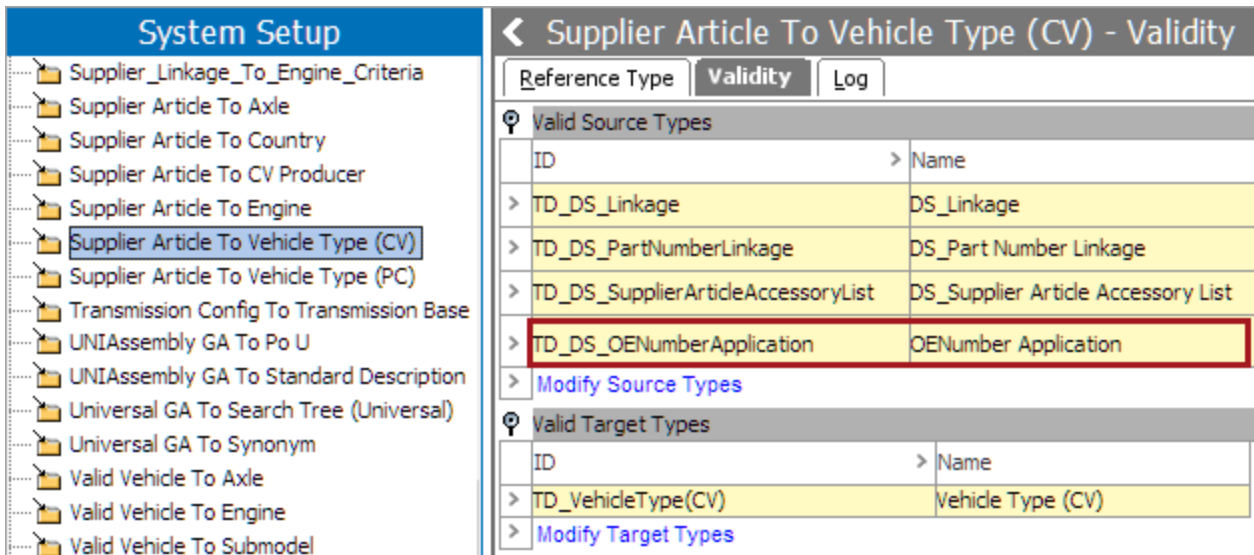 System Setup
Supplier_Linkage_To_Engine_Criteria
Supplier Article To Axle
Supplier Article To Country
Supplier Article To CV Producer
Supplier Article To Engine
Supplier Article To Vehicle Type (CV)
Supplier Article To Vehicle Type (PC)
Transmission Config To Transmission Base
UNIAssembly GA To Po U
UNIAssembly GA To Standard Description
Universal GA To Search Tree (Universal)
Universal GA To Synonym
Valid Vehicle To Axle
Valid Vehicle To Engine
Valid Vehicle To Submodel
Supplier Article To Vehicle Type (CV) - Validity
Reference Type Validity Log
Valid Source Types
ID > Name
> TD_DS_Linkage DS_Linkage
> TD_DS_PartNumberLinkage DS_Part Number Linkage
> TD_DS_SupplierArticleAccessoryList DS_Supplier Article Accessory List
> TD_DS_OENumberApplication OENumber Application
> Modify Source Types
Valid Target Types
ID > Name
> TD_VehicleType(CV) Vehicle Type (CV)
> Modify Target Types